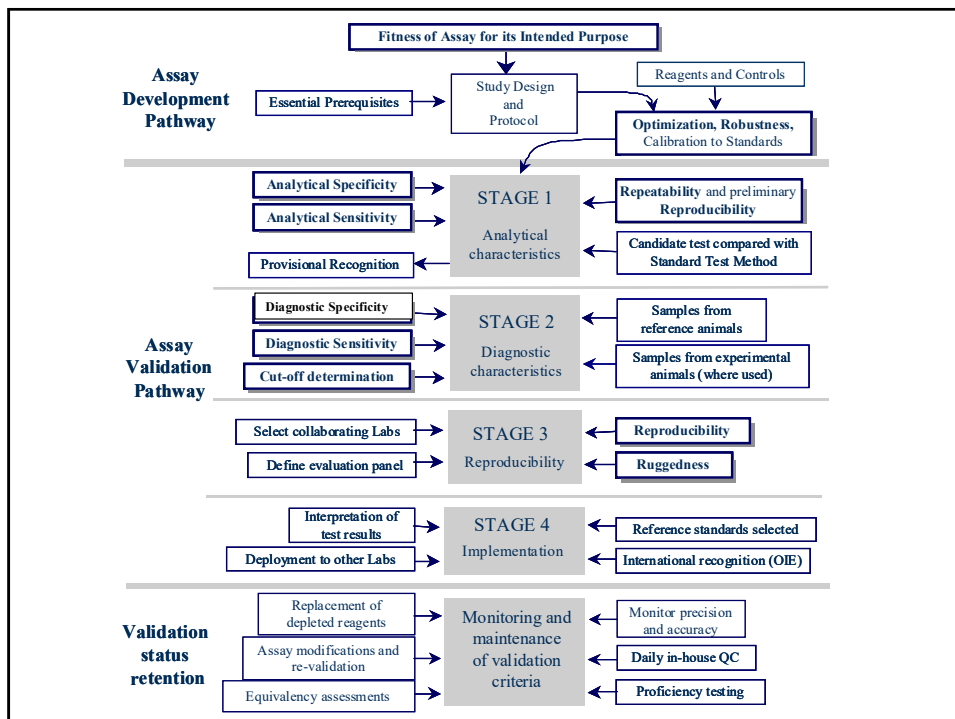 Fitness of Assay for its Intended Purpose
Assay
Development
Pathway
Essential Prerequisites
Study Design
and
Protocol
Reagents and Controls
Optimization, Robustness,
Calibration to Standards
Assay
Validation
Pathway
Analytical Specificity
Analytical Sensitivity
Provisional Recognition
STAGE 1
Analytical
characteristics
Repeatability and preliminary
Reproducibility
Candidate test compared with
Standard Test Method
Diagnostic Specificity
Diagnostic Sensitivity
Cut-off determination
STAGE 2
Diagnostic
characteristics
Samples from
reference animals
Samples from experimental
animals (where used)
Select collaborating Labs
Define evaluation panel
STAGE 3
Reproducibility
Reproducibility
Ruggedness
Interpretation of
test results
Deployment to other Labs
STAGE 4
Implementation
Reference standards selected
International recognition (OIE)
Validation
status
retention
Replacement of
depleted reagents
Assay modifications and
re-validation
Equivalency assessments
Monitoring and
maintenance
of validation
criteria
Monitor precision
and accuracy
Daily in-house QC
Proficiency testing